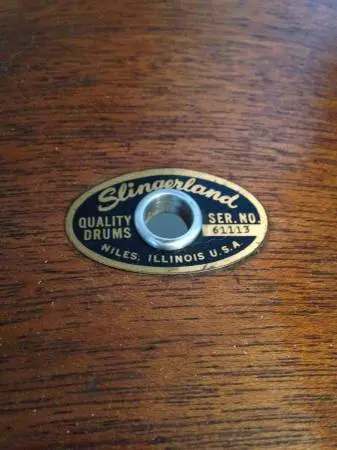 Slingerland
QUALITY SER. NO.
DRUMS 61113
NILES, ILLINOIS U.S.A.